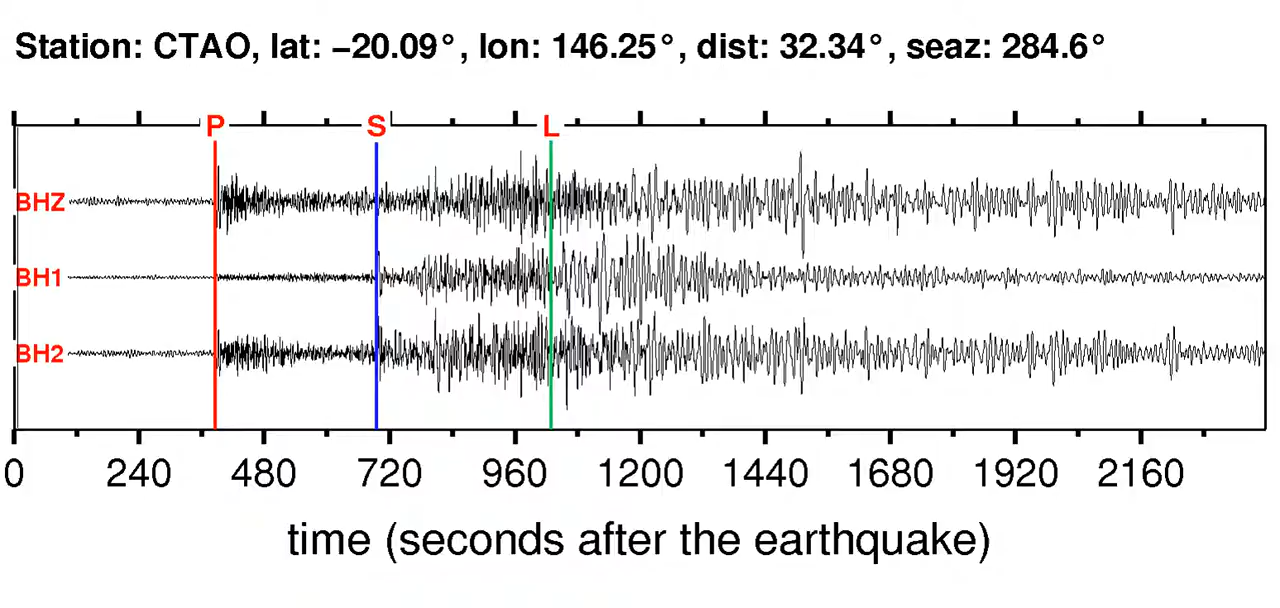 Station: CTAO, lat: −20.09°, lon: 146.25°, dist: 32.34°, seaz: 284.6°
P S L
BHZ
BH1
BH2
0 240 480 720 960 1200 1440 1680 1920 2160
time (seconds after the earthquake)